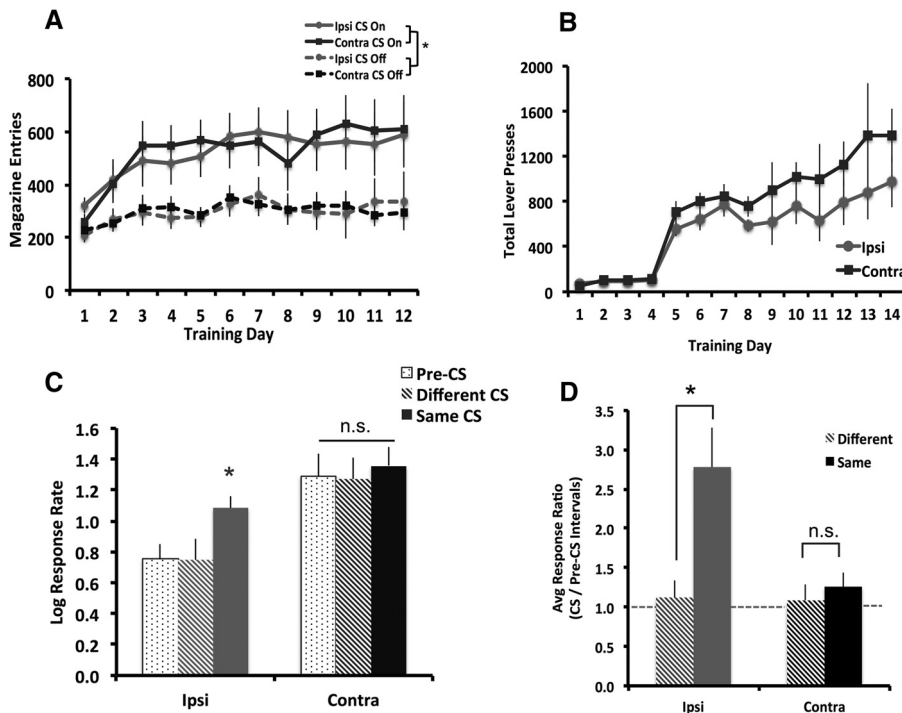 A
Ipsi CS On
Contra CS On
Ipsi CS Off
Contra CS Off
*
Magazine Entries
800
600
400
200
0
1 2 3 4 5 6 7 8 9 10 11 12
Training Day
B
Total Lever Presses
2000
1600
1200
800
400
0
Ipsi
Contra
1 2 3 4 5 6 7 8 9 10 11 12 13 14
Training Day
C
Pre-CS
Different CS
Same CS
Log Response Rate
1.6
1.4
1.2
1.0
0.8
0.6
0.4
0.2
0.0
*
n.s.
Ipsi Contra
D
Different
Same
Avg Response Ratio
(CS / Pre-CS Intervals)
3.5
3.0
2.5
2.0
1.5
1.0
0.5
0.0
*
n.s.
Ipsi Contra